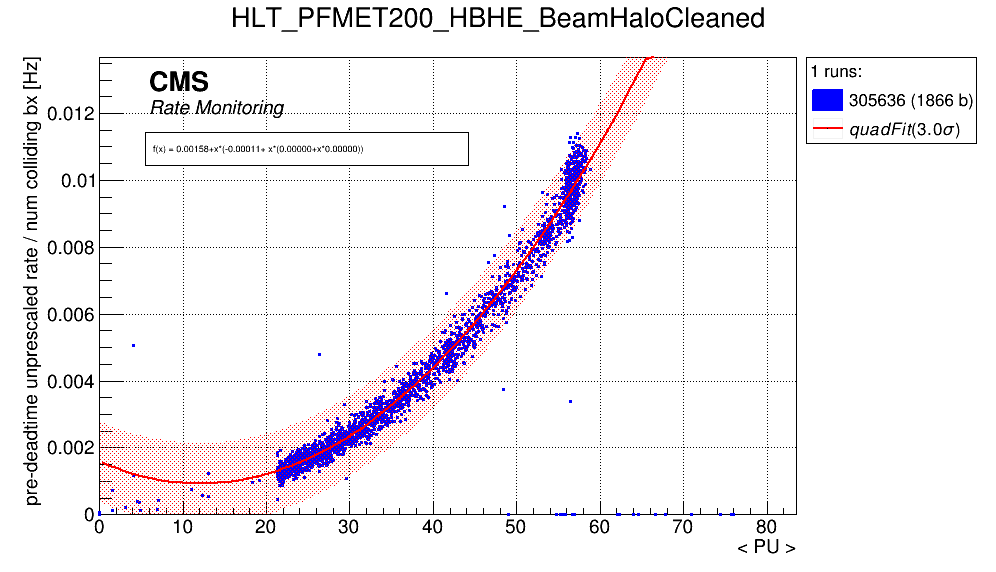 HLT_PFMET200_HBHE_BeamHaloCleaned
pre-deadtime unprescaled rate / num colliding bx [Hz]
CMS
Rate Monitoring
f(x) = 0.00158+x*(-0.00011+ x*(0.00000+x*0.00000))
1 runs:
305636 (1866 b)
quadFit(3.0σ)
0.012
0.01
0.008
0.006
0.004
0.002
0
0 10 20 30 40 50 60 70 80
< PU >